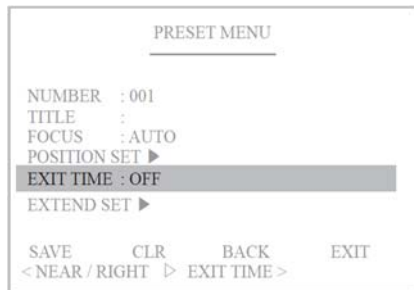 PRESET MENU
NUMBER : 001
TITLE :
FOCUS : AUTO
POSITION SET ▶
EXIT TIME : OFF
EXTEND SET ▶
SAVE CLR BACK EXIT
< NEAR / RIGHT ▷ EXIT TIME >